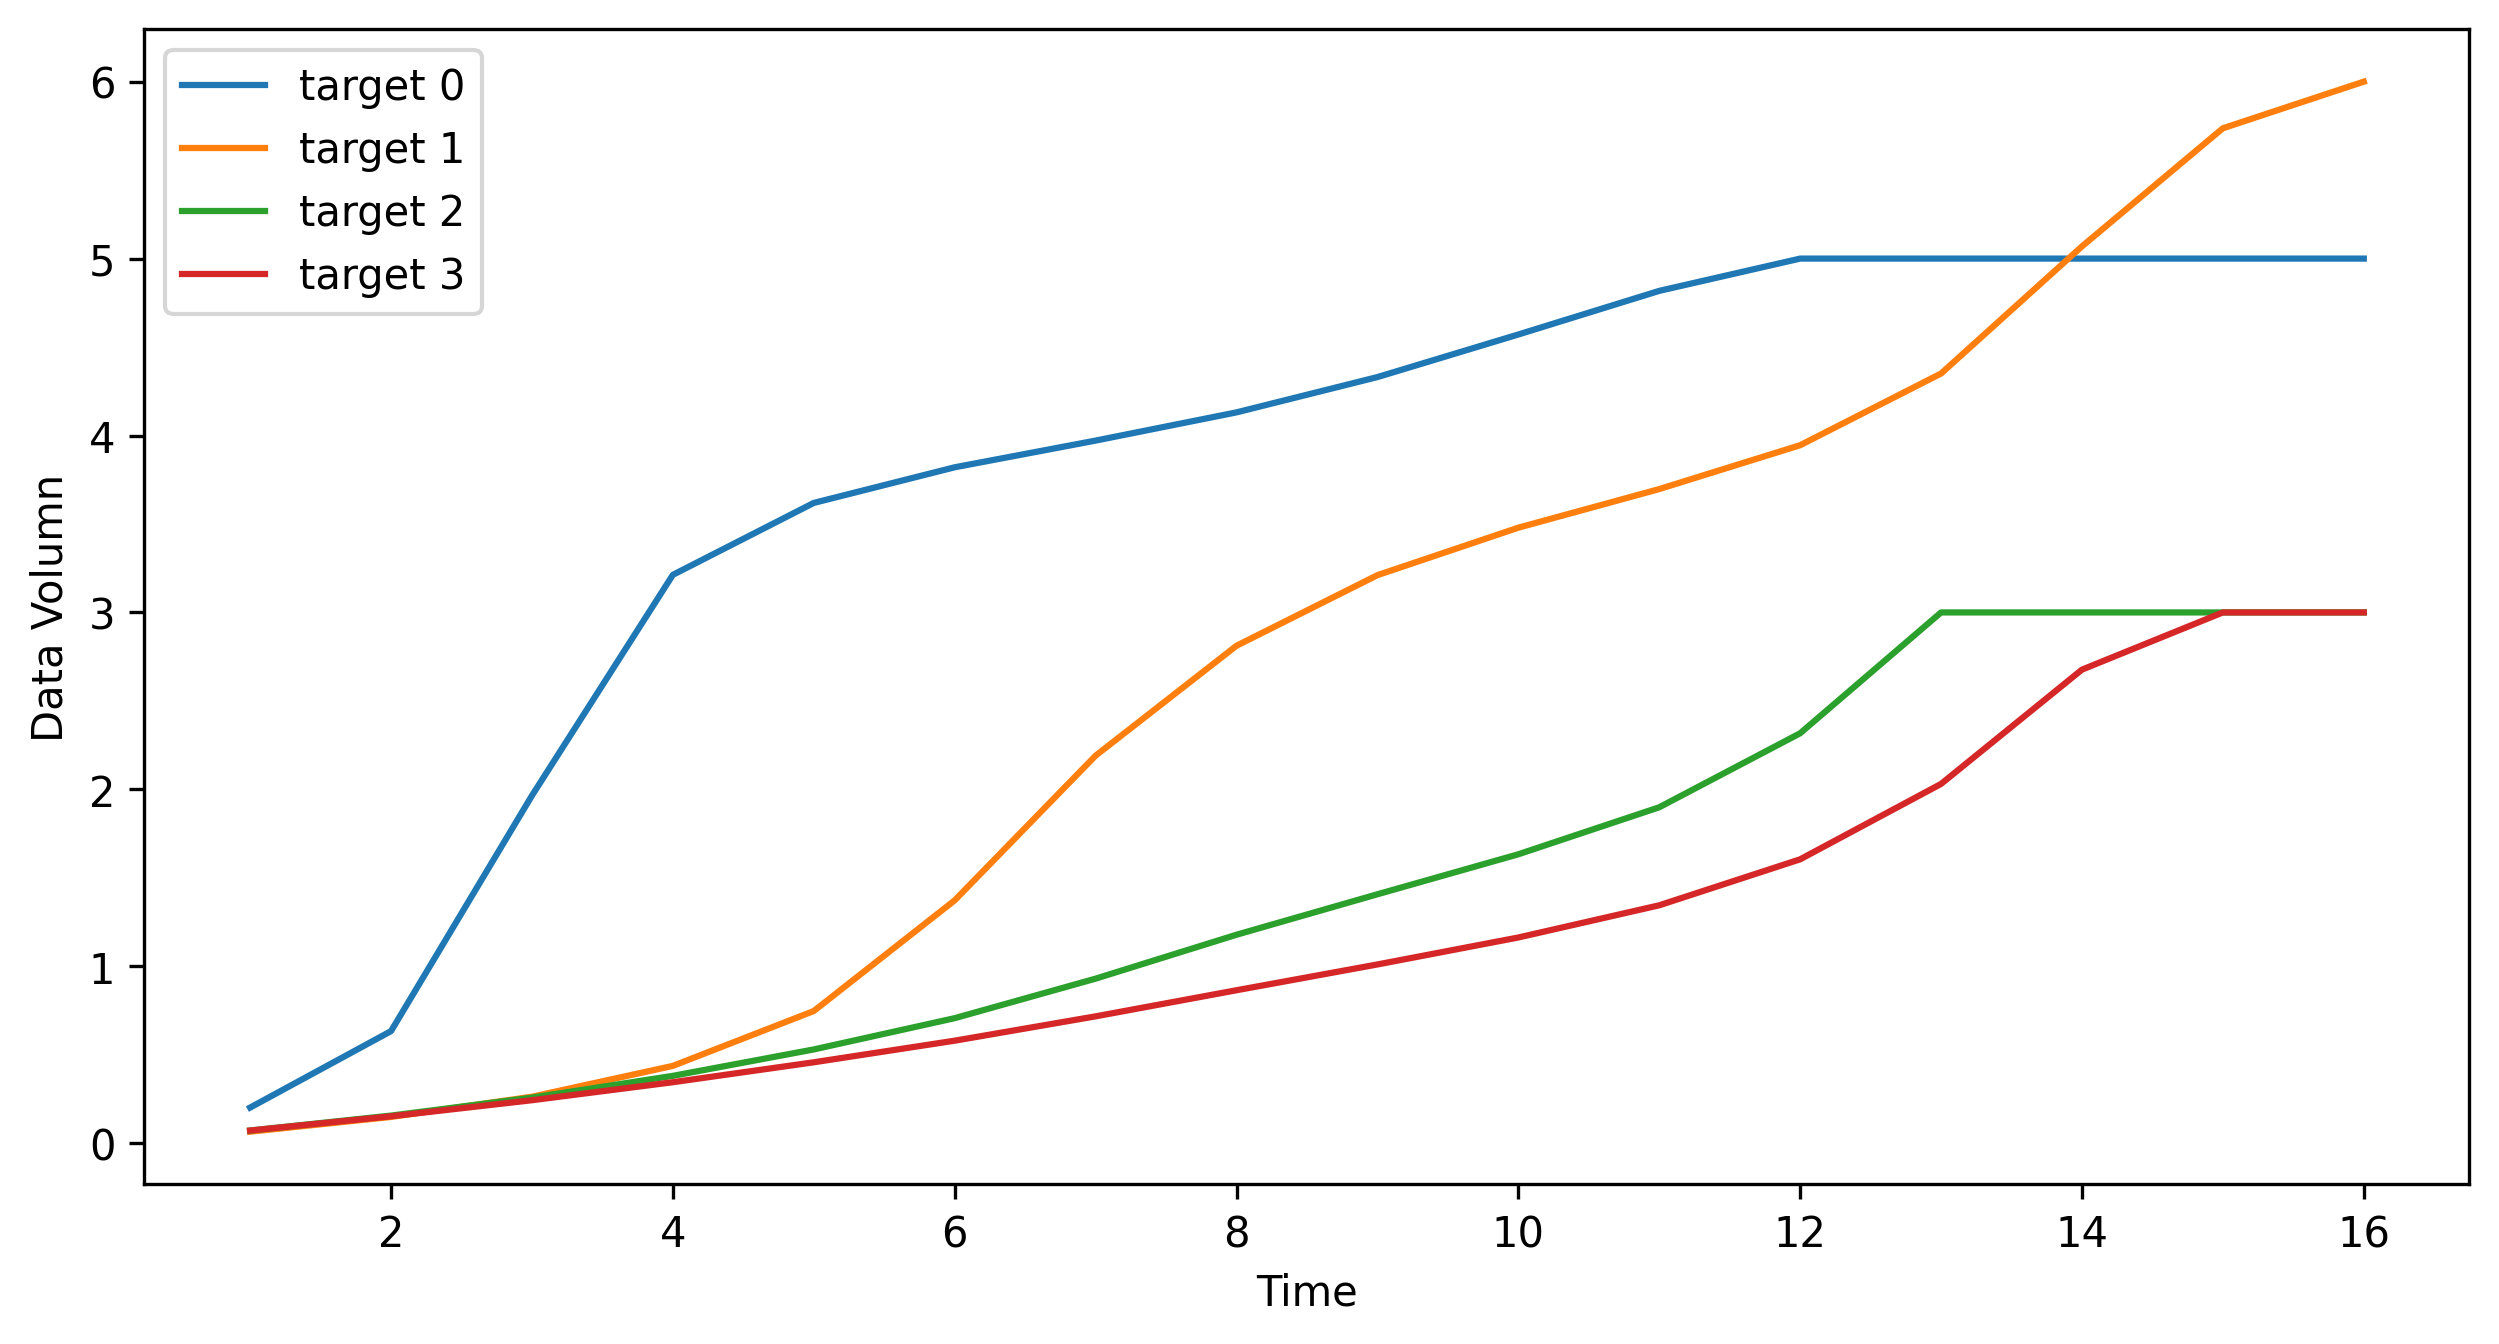 target 0
target 1
target 2
target 3
Data Volumn
6
5
4
3
2
1
0
2 4 6 8 10 12 14 16
Time